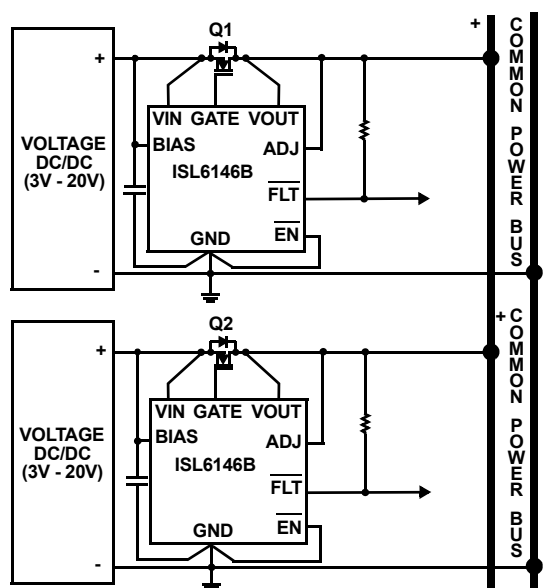 Q1
+
+
VIN GATE VOUT
BIAS
ADJ
VOLTAGE
DC/DC
(3V - 20V)
ISL6146B
FLT
EN
GND
-
COMMON POWER BUS
Q2
+
+
VIN GATE VOUT
BIAS
ADJ
VOLTAGE
DC/DC
(3V - 20V)
ISL6146B
FLT
EN
GND
-
COMMON POWER BUS